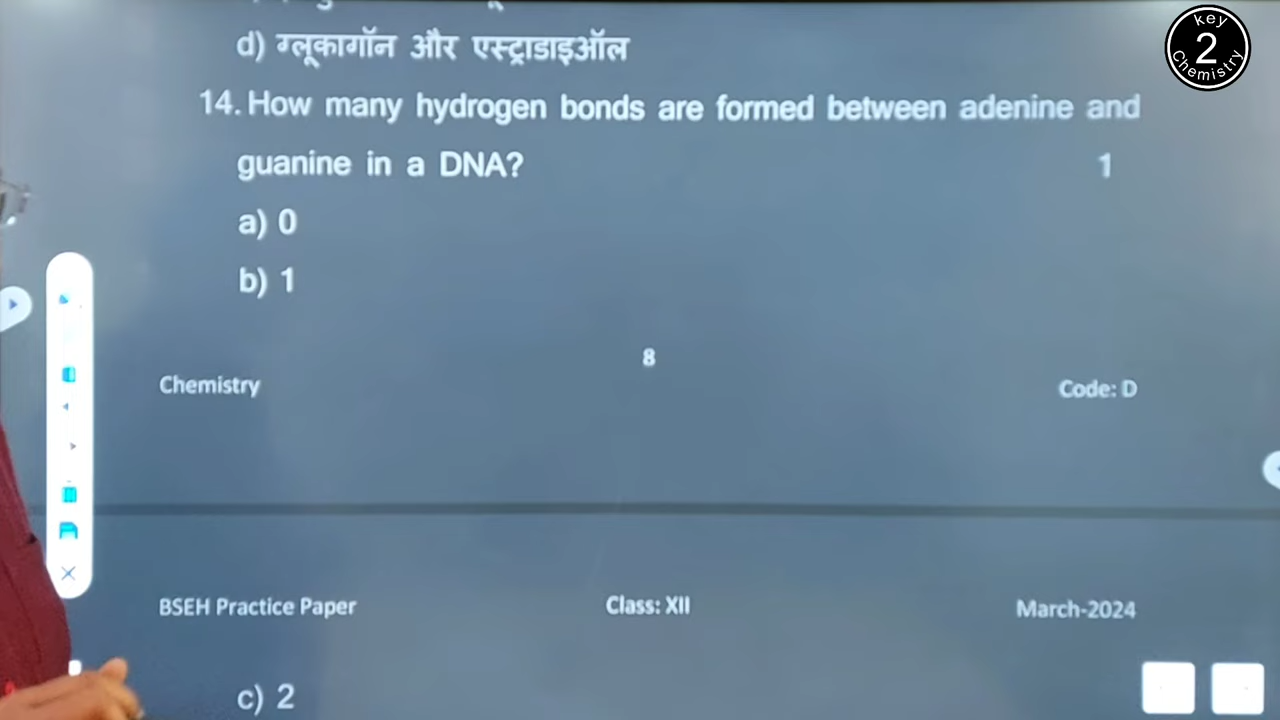 key
2
Chemistry
d) ग्लूकागॉन और एस्ट्राडाइऑल
14. How many hydrogen bonds are formed between adenine and
guanine in a DNA? 1
a) 0
b) 1
8
Chemistry Code: D
BSEH Practice Paper Class: XII March-2024
c) 2